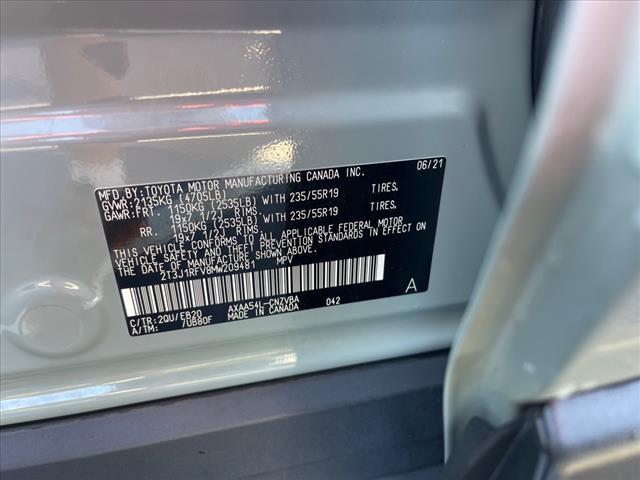 MFD.BY:TOYOTA MOTOR MANUFACTURING CANADA INC. 06/21
GVWR:2135KG (4705LB)
GAWR:FRT. 1150KG (2535LB) WITH 235/55R19 TIRES,
19x7 1/2J RIMS.
RR. 1150KG (2535LB) WITH 235/55R19 TIRES,
19x7 1/2J RIMS.
THIS VEHICLE CONFORMS TO ALL APPLICABLE FEDERAL MOTOR
VEHICLE SAFETY AND THEFT PREVENTION STANDARDS IN EFFECT ON
THE DATE OF MANUFACTURE SHOWN ABOVE.
2T3J1RFV8MW209481 MPV
C/TR:2QU/EB20 AXAA54L-CNZVBA 042 A
A/TM: 7UB80F MADE IN CANADA